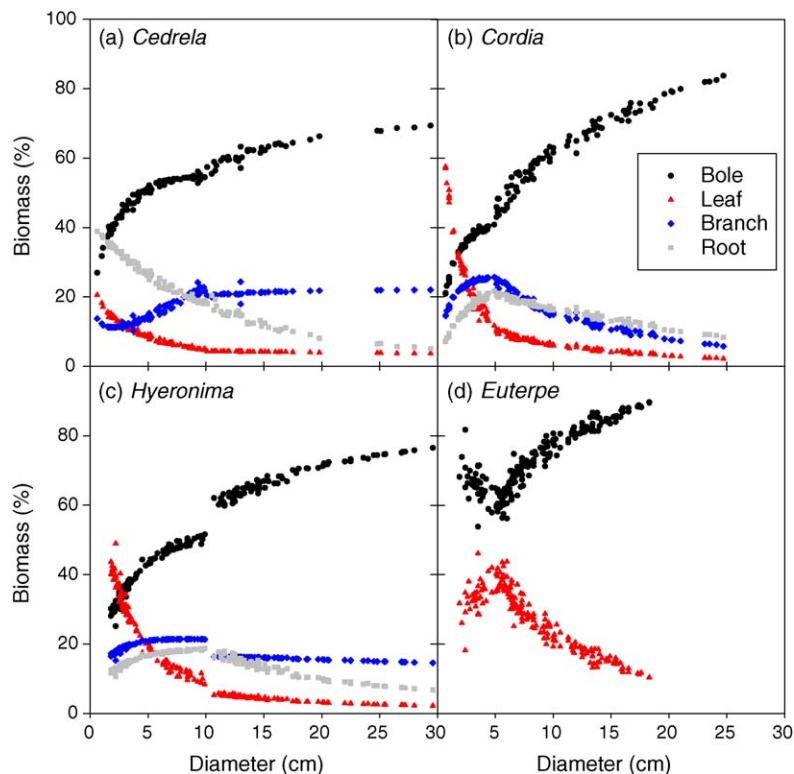 100
80
60
40
20
0
Biomass (%)
(a) Cedrela
(b) Cordia
Bole
Leaf
Branch
Root
80
60
40
20
0
Biomass (%)
(c) Hyeronima
(d) Euterpe
0 5 10 15 20 25 30 5 10 15 20 25 30
Diameter (cm) Diameter (cm)